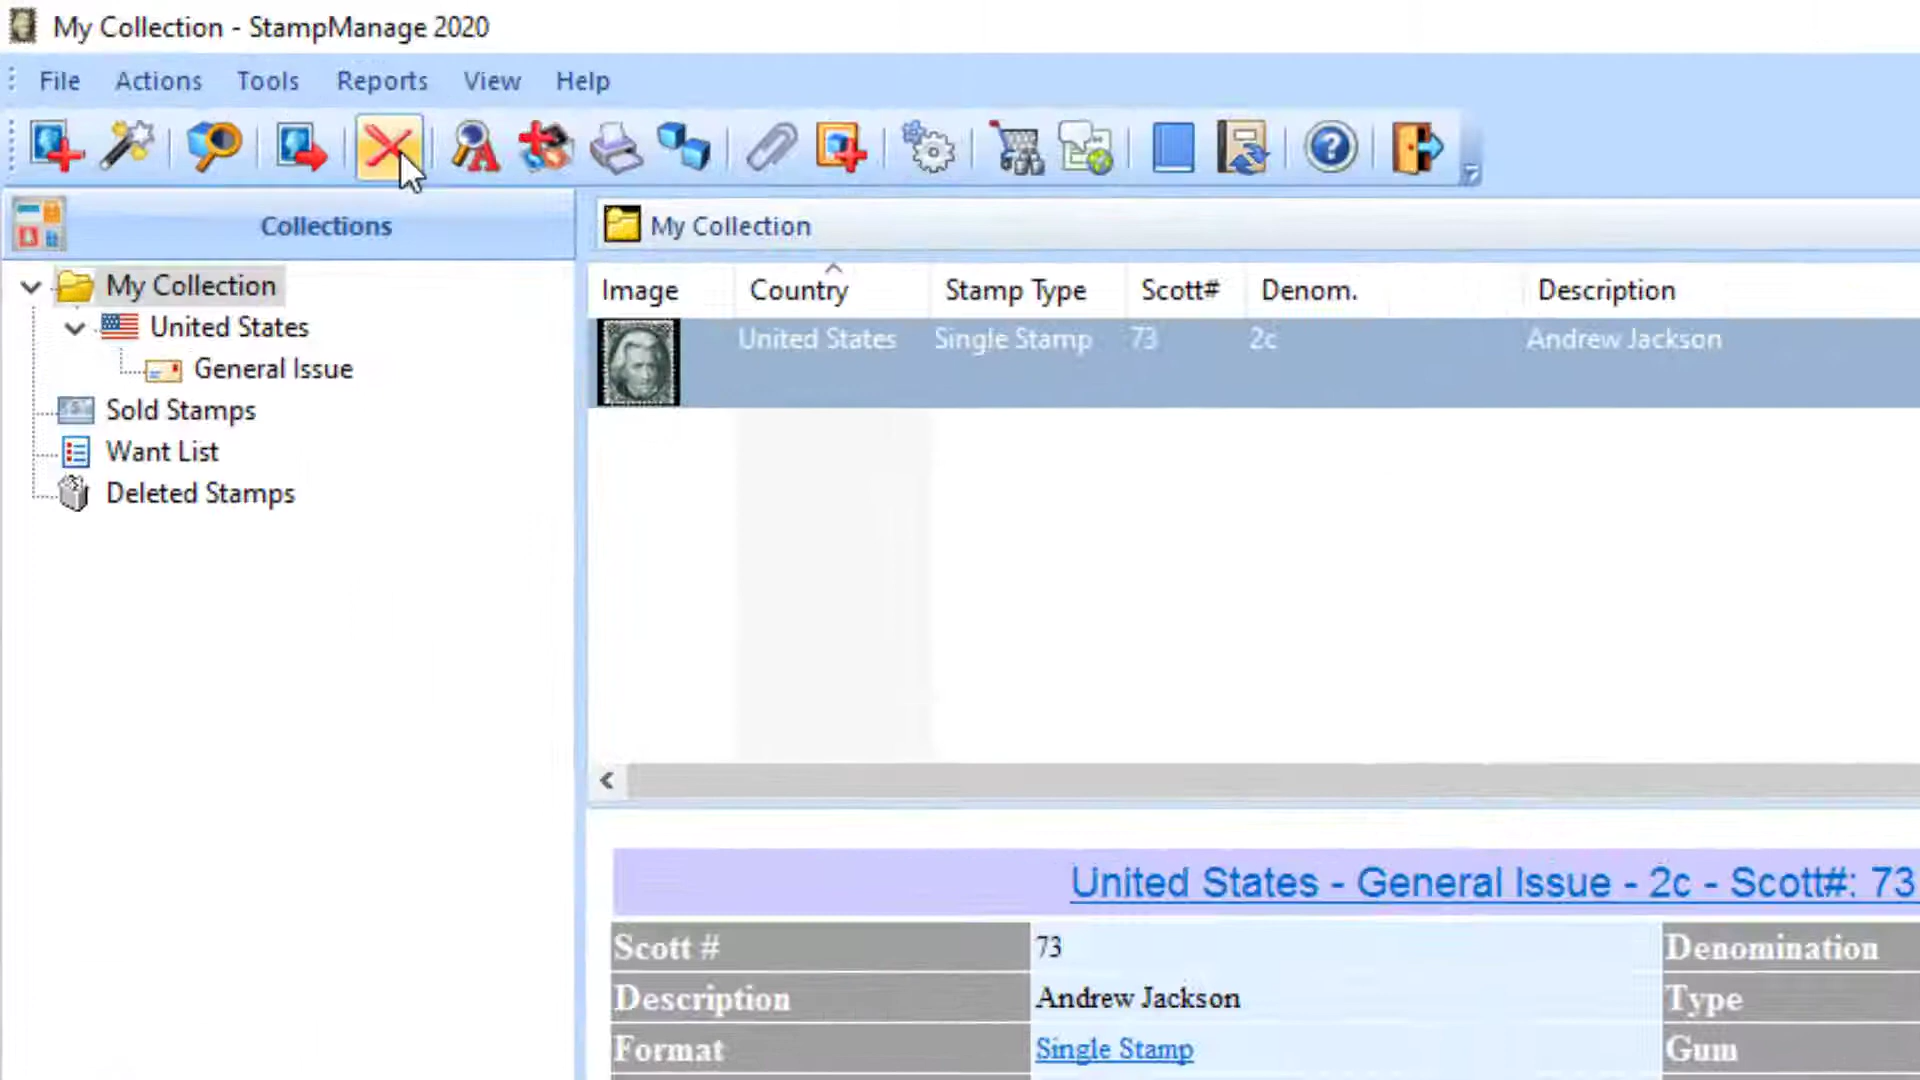 My Collection - StampManage 2020
File Actions Tools Reports View Help
Collections
My Collection
United States
General Issue
Sold Stamps
Want List
Deleted Stamps
My Collection
Image Country Stamp Type Scott# Denom. Description
United States Single Stamp 73 2c Andrew Jackson
United States - General Issue - 2c - Scott#: 73
Scott # 73 Denomination
Description Andrew Jackson Type
Format Single Stamp Gum